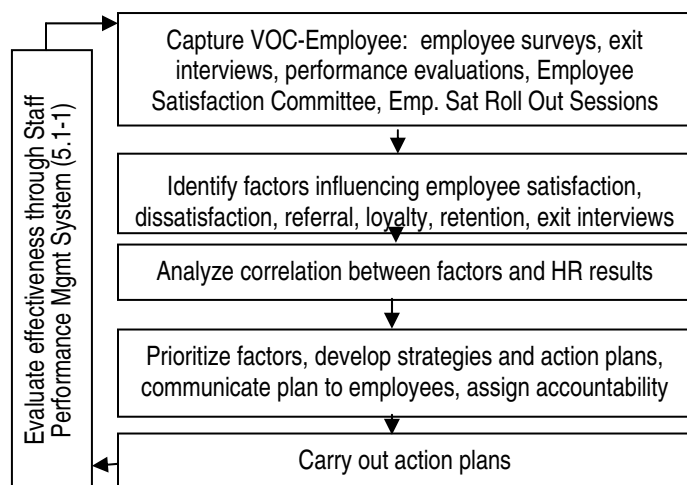 Capture VOC-Employee: employee surveys, exit
interviews, performance evaluations, Employee
Satisfaction Committee, Emp. Sat Roll Out Sessions
Identify factors influencing employee satisfaction,
dissatisfaction, referral, loyalty, retention, exit interviews
Analyze correlation between factors and HR results
Prioritize factors, develop strategies and action plans,
communicate plan to employees, assign accountability
Carry out action plans
Evaluate effectiveness through Staff
Performance Mgmt System (5.1-1)